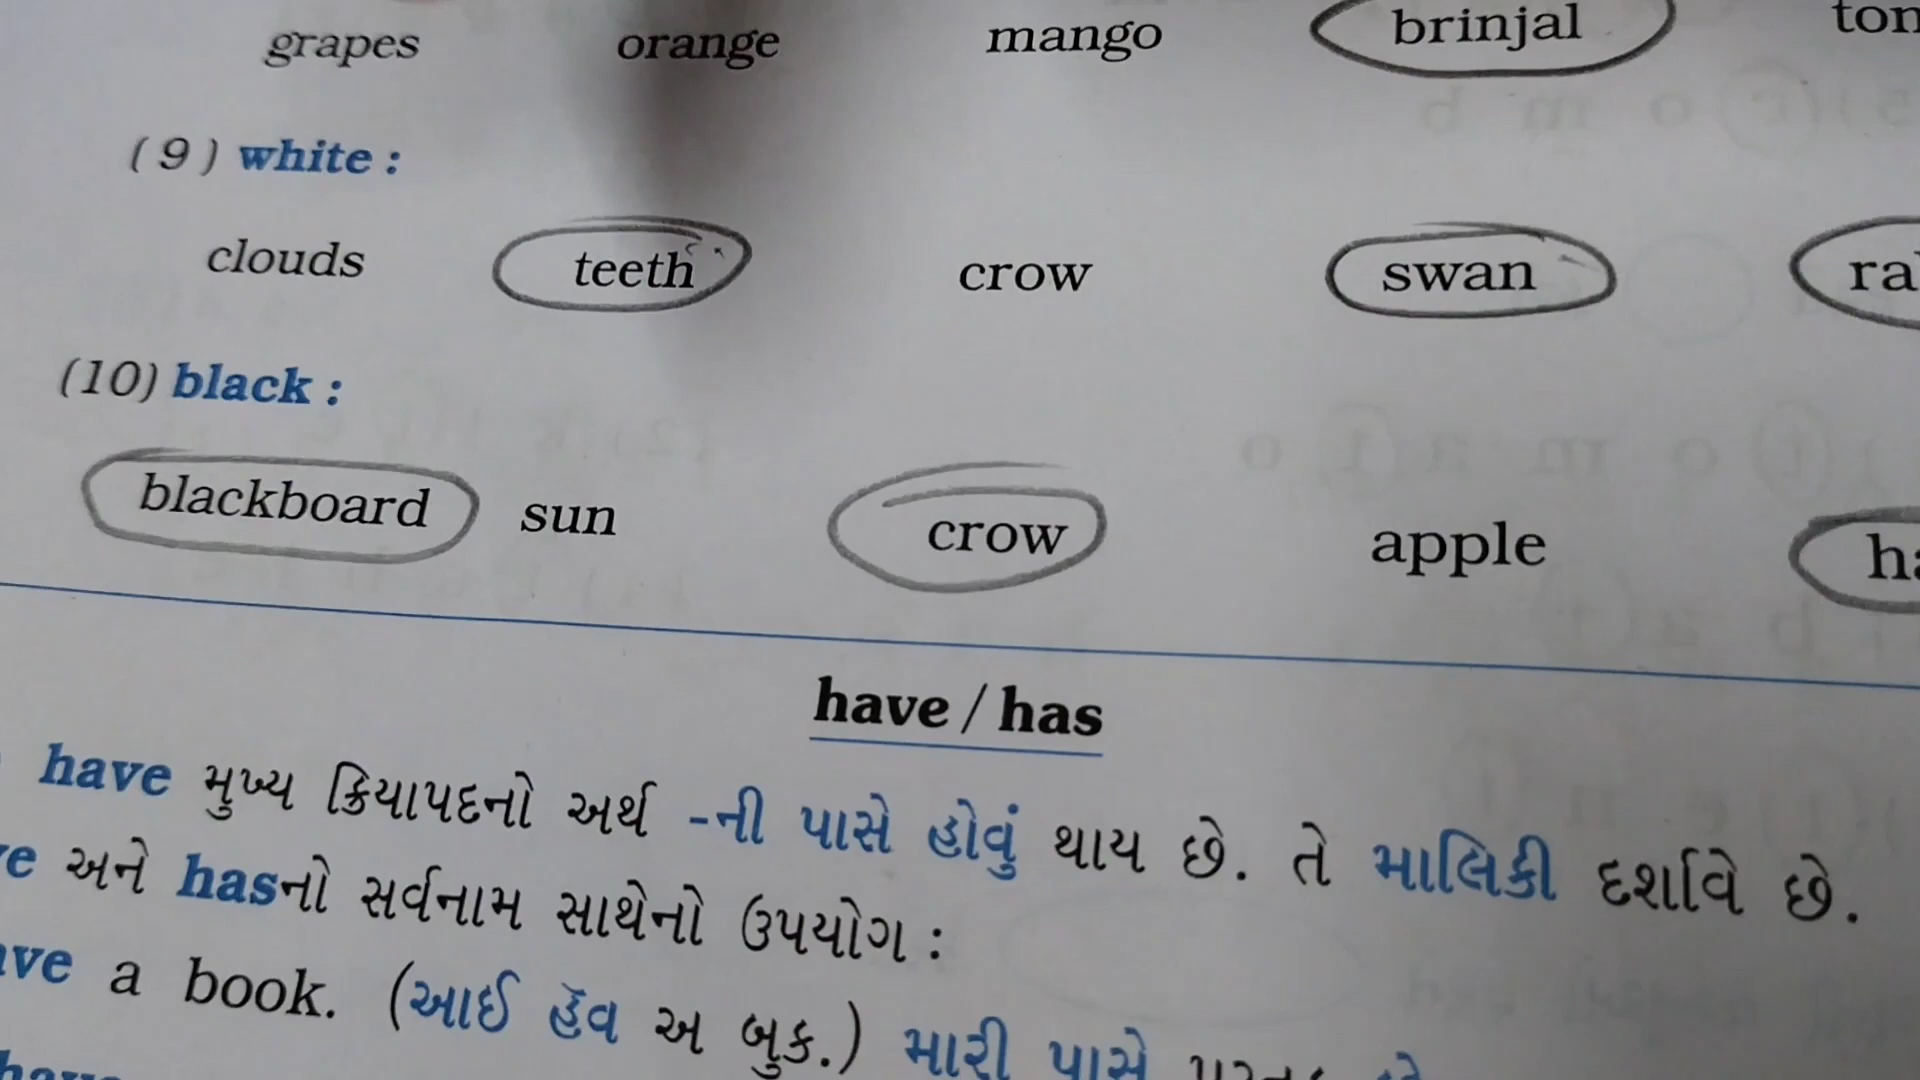 grapes orange mango brinjal
(9) white :
clouds teeth crow swan
(10) black :
blackboard sun crow apple
have / has
have મુખ્ય ક્રિયાપદનો અર્થ -ની પાસે હોવું થાય છે. તે માલિકી દર્શાવે છે.
અને hasનો સર્વનામ સાથેનો ઉપયોગ :
a book. (આઈ હૅવ અ બુક.) મારી પાસે